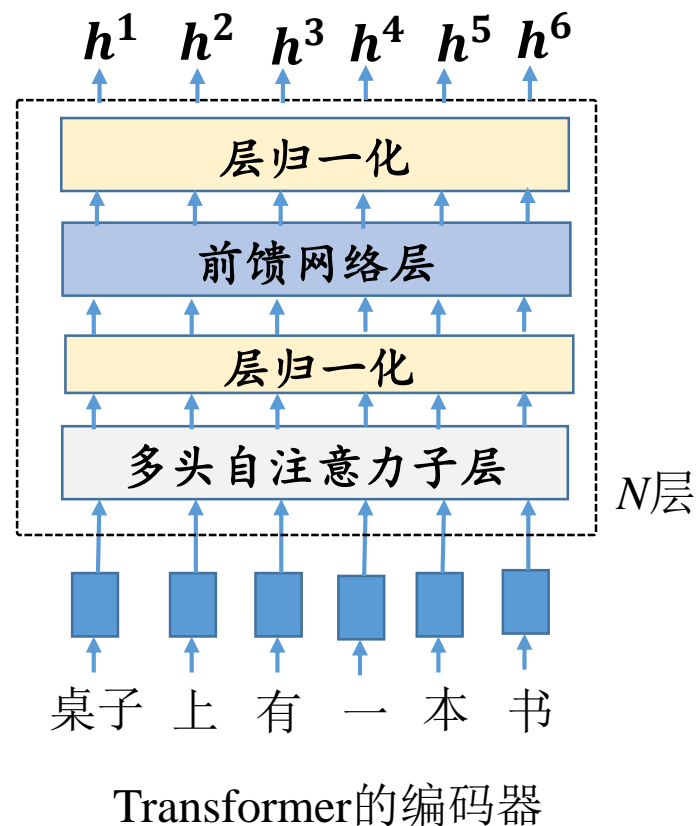 h¹ h² h³ h⁴ h⁵ h⁶
层归一化
前馈网络层
层归一化
多头自注意力子层
N层
桌子 上 有 一 本 书
Transformer的编码器